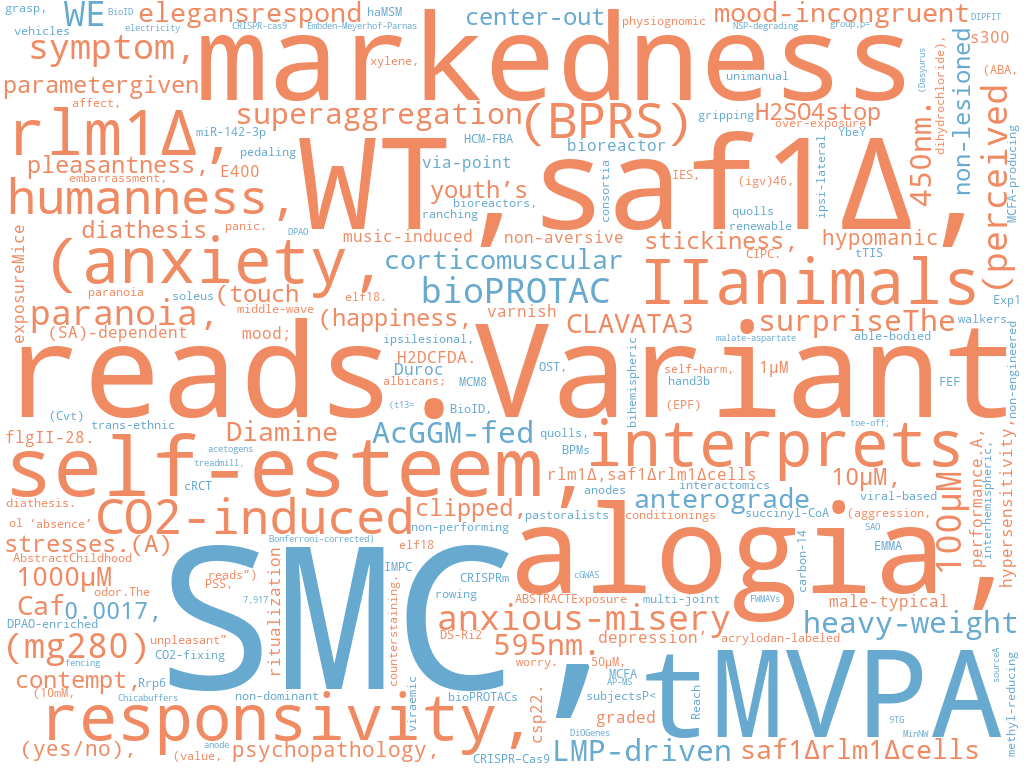 grasp,
WE
BioID
elegansrespond
haMSM
center-out
mood-incongruent
DIPFIT
vehicles
electricity
CRISPR-cas9
Embden-Meyerhof-Parnas
physiognomic
NSP-degrading
group,p=
symptom,
markedness
s300
xylene,
unimanual
(ABA,
parametergiven
affect,
superaggregation
(BPRS)
gripping
H2SO4stop
over-exposure
450nm.
(Dasyurus
dihydrochloride),
non-lesioned
(perceived
MCFA-producing
rlm1Δ,
miR-142-3p
HCM-FBA
bioreactor
YbeY
pleasantness,
pedaling
via-point
WT,saf1Δ,
E400
embarrassment,
IES,
(igv)46,
ipsi-lateral
consortia
humanness,
youth’s
bioreactors,
ranching
quolls
renewable
diathesis
panic.
DPAO
music-induced
non-aversive
stickiness,
hypomanic
exposureMice
(anxiety,
corticomuscular
CIPC.
tTIS
IIanimals
paranoia
soleus
(touch
elf18.
bioPROTAC
Exp1
paranoia,
middle-wave
(happiness,
varnish
CLAVATA3
surpriseThe
walkers
(SA)-dependent
mood;
ipsilesional,
malate-aspartate
able-bodied
non-engineered
reads.Variant
H2DCFDA.
Duroc
OST,
bihemispheric
self-harm,
1μM
albicans;
MCM8
hand3b
FEF
(t13=
BioID,
(EPF)
(Cvt)
trans-ethnic
toe-off;
flgII-28.
Diamine
AcGGM-fed
quolls,
interprets
performance.A,
interhemispheric,
hypersensitivity,
acetogens
BPMs
treadmill,
self-esteem,
rlm1Δ,saf1Δrlm1Δcells
10μM,
100μM
cRCT
anodes
interactomics
diathesis.
CO2-induced
clipped,
anterograde
viral-based
ol ‘absence’
non-performing
pastoralists
conditionings
succinyl-CoA
(aggression,
SAO
stresses.(A)
Bonferroni-corrected)
elf18
alogia,
carbon-14
EMMA
AbstractChildhood
ritualization
reads”)
PSS,
IMPC
CRISPRm
cGWAS
1000μM
odor.The
SMC,
counterstaining.
rowing
ABSTRACTExposure
multi-joint
FWMAVs
male-typical
Caf
0.0017,
7,917
DPAO-enriched
anxious-misery
heavy-weight
(mg280)
unpleasant”
DS-Ri2
595nm.
depression’
acrylodan-labeled
fencing
CO2-fixing
worry.
50μM,
tMVPA
sourceA
methyl-reducing
contempt,
Rrp6
MCFA
AP-MS
(10mM,
Chicabuffers
non-dominant
viraemic
bioPROTACs
csp22.
subjectsP<
Reach
responsivity,
graded
9TG
DiOGenes
MinNW
(yes/no),
anode
(value,
psychopathology,
CRISPR–Cas9
LMP-driven
saf1Δrlm1Δcells